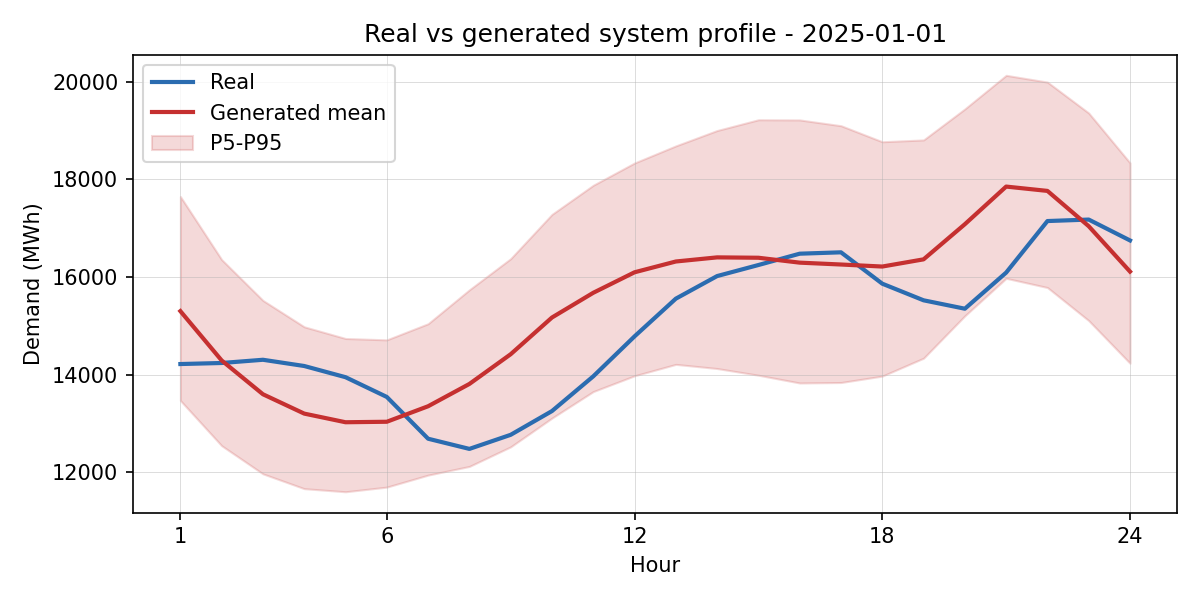 Real vs generated system profile - 2025-01-01
Real
Generated mean
P5-P95
Demand (MWh)
20000
18000
16000
14000
12000
1 6 12 18 24
Hour